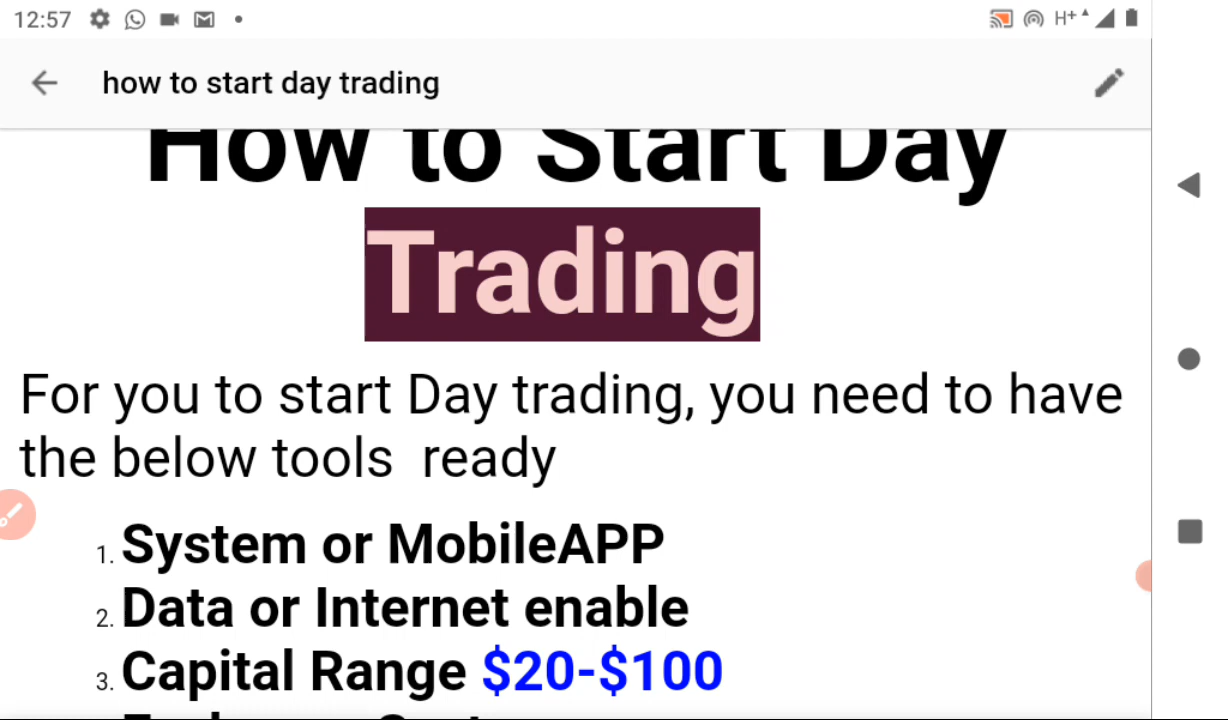 12:57
H+
how to start day trading
How to Start Day
Trading
For you to start Day trading, you need to have
the below tools ready
1. System or MobileAPP
2. Data or Internet enable
3. Capital Range $20-$100